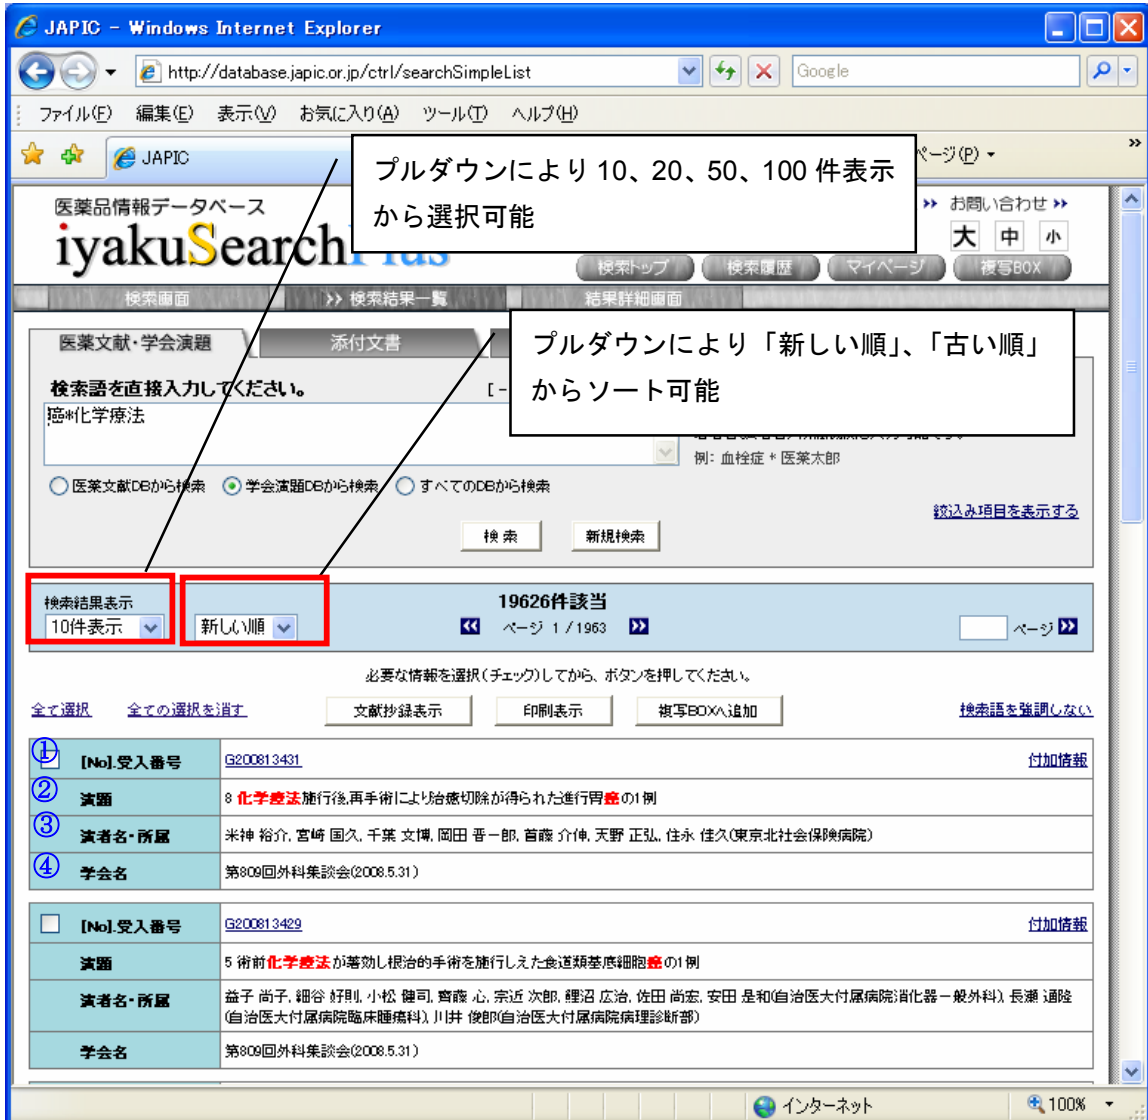 JAPIC - Windows Internet Explorer
http://database.japic.or.jp/ctrl/searchSimpleList
Google
ファイル(F) 編集(E) 表示(V) お気に入り(A) ツール(T) ヘルプ(H)
JAPIC
ページ(P)
プルダウンにより 10、20、50、100 件表示
から選択可能
医薬品情報データベース
iyakuSearchPlus
お問い合わせ
大 中 小
検索トップ 検索履歴 マイページ 複写BOX
検索画面 >> 検索結果一覧 結果詳細画面
医薬文献・学会演題 添付文書
プルダウンにより「新しい順」、「古い順」
からソート可能
検索語を直接入力してください。 [ -
癌*化学療法
例: 血栓症 * 医薬太郎
医薬文献DBから検索 学会演題DBから検索 すべてのDBから検索
絞込み項目を表示する
検 索 新規検索
検索結果表示
10件表示 新しい順
19626件該当
ページ 1 / 1963
ページ
必要な情報を選択(チェック)してから、ボタンを押してください。
全て選択 全ての選択を消す 文献抄録表示 印刷表示 複写BOXへ追加 検索語を強調しない
① [No].受入番号 G200813431 付加情報
② 演題 8 化学療法施行後,再手術により治癒切除が得られた進行胃癌の1例
③ 演者名・所属 米神 裕介, 宮崎 国久, 千葉 文博, 岡田 晋一郎, 首藤 介伸, 天野 正弘, 住永 佳久(東京北社会保険病院)
④ 学会名 第809回外科集談会(2008.5.31)
[No].受入番号 G200813429 付加情報
演題 5 術前化学療法が著効し根治的手術を施行しえた食道類基底細胞癌の1例
演者名・所属 益子 尚子, 細谷 好則, 小松 健司, 齊藤 心, 宗近 次郎, 鯉沼 広治, 佐田 尚宏, 安田 是和(自治医大付属病院消化器一般外科), 長瀬 通隆
(自治医大付属病院臨床腫瘍科), 川井 俊郎(自治医大付属病院病理診断部)
学会名 第809回外科集談会(2008.5.31)
インターネット 100%